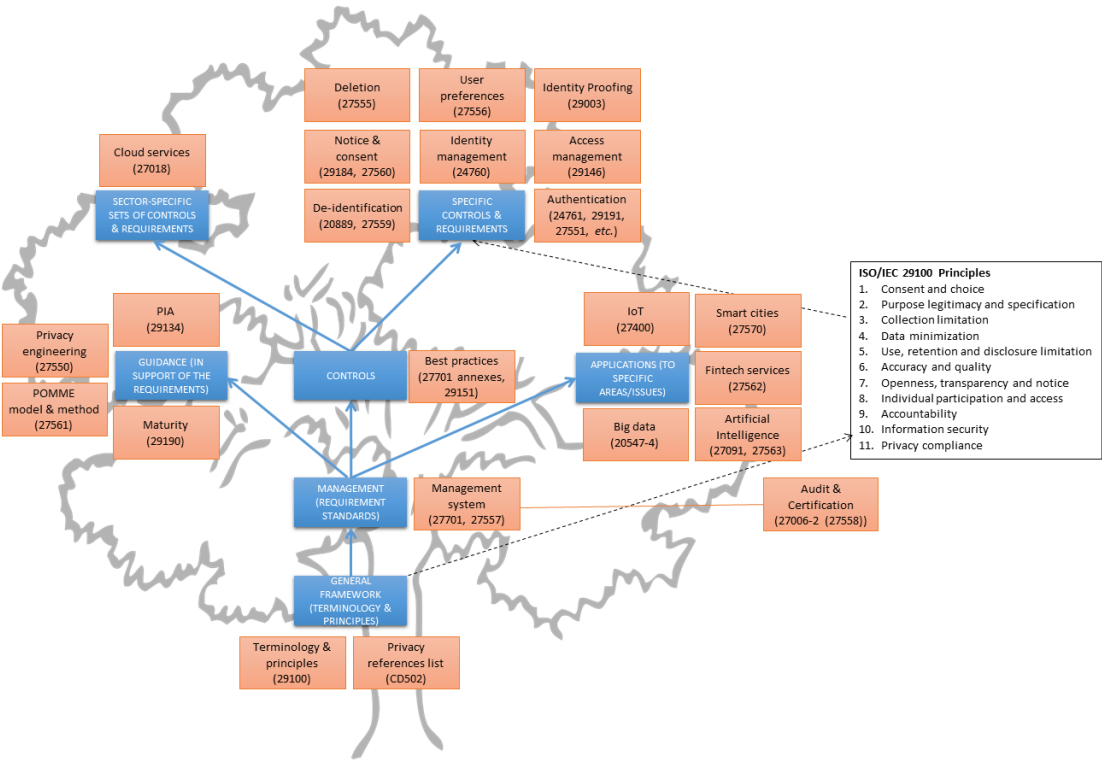 Deletion
(27555)
User
preferences
(27556)
Identity Proofing
(29003)
Notice &
consent
(29184, 27560)
Identity
management
(24760)
Access
management
(29146)
Cloud services
(27018)
De-identification
(20889, 27559)
SECTOR-SPECIFIC
SETS OF CONTROLS
& REQUIREMENTS
SPECIFIC
CONTROLS &
REQUIREMENTS
Authentication
(24761, 29191,
27551, etc.)
ISO/IEC 29100 Principles
1. Consent and choice
2. Purpose legitimacy and specification
3. Collection limitation
4. Data minimization
5. Use, retention and disclosure limitation
6. Accuracy and quality
7. Openness, transparency and notice
8. Individual participation and access
9. Accountability
10. Information security
11. Privacy compliance
PIA
(29134)
IoT
(27400)
Smart cities
(27570)
Privacy
engineering
(27550)
GUIDANCE (IN
SUPPORT OF THE
REQUIREMENTS)
CONTROLS
Best practices
(27701 annexes,
29151)
APPLICATIONS (TO
SPECIFIC
AREAS/ISSUES)
Fintech services
(27562)
POMME
model & method
(27561)
Maturity
(29190)
Big data
(20547-4)
Artificial
Intelligence
(27091, 27563)
MANAGEMENT
(REQUIREMENT
STANDARDS)
Management
system
(27701, 27557)
Audit &
Certification
(27006-2 (27558))
GENERAL
FRAMEWORK
(TERMINOLOGY &
PRINCIPLES)
Terminology &
principles
(29100)
Privacy
references list
(CD502)